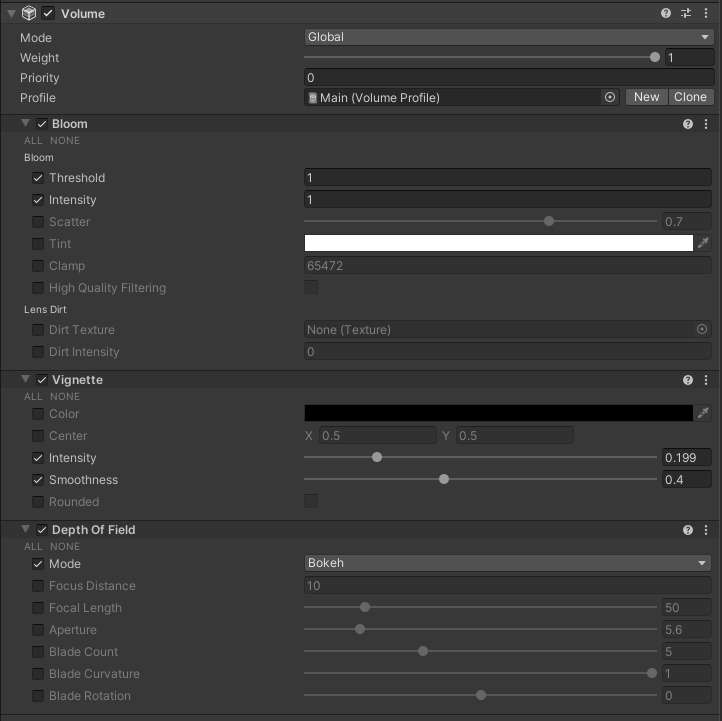 Volume
Mode Global
Weight 1
Priority 0
Profile Main (Volume Profile) New Clone
Bloom
ALL NONE
Bloom
Threshold 1
Intensity 1
Scatter 0.7
Tint
Clamp 65472
High Quality Filtering
Lens Dirt
Dirt Texture None (Texture)
Dirt Intensity 0
Vignette
ALL NONE
Color
Center X 0.5 Y 0.5
Intensity 0.199
Smoothness 0.4
Rounded
Depth Of Field
ALL NONE
Mode Bokeh
Focus Distance 10
Focal Length 50
Aperture 5.6
Blade Count 5
Blade Curvature 1
Blade Rotation 0